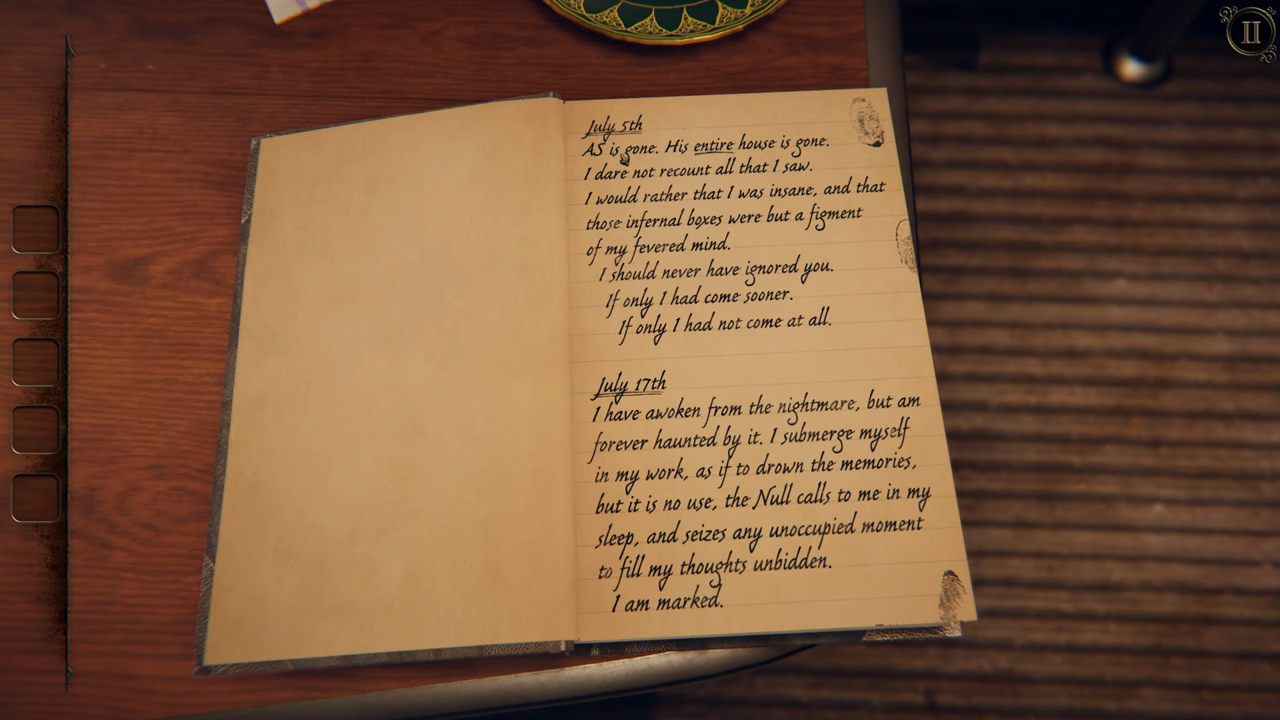 July 5th
AS is gone. His entire house is gone.
I dare not recount all that I saw.
I would rather that I was insane, and that
those infernal boxes were but a figment
of my fevered mind.
I should never have ignored you.
If only I had come sooner.
If only I had not come at all.
July 17th
I have awoken from the nightmare, but am
forever haunted by it. I submerge myself
in my work, as if to drown the memories,
but it is no use, the Null calls to me in my
sleep, and seizes any unoccupied moment
to fill my thoughts unbidden.
I am marked.
II